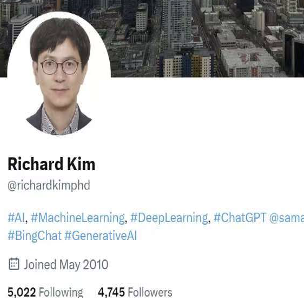 Richard Kim
@richardkimphd
#AI, #MachineLearning, #DeepLearning, #ChatGPT @sama
#BingChat #GenerativeAI
Joined May 2010
5,022 Following 4,745 Followers